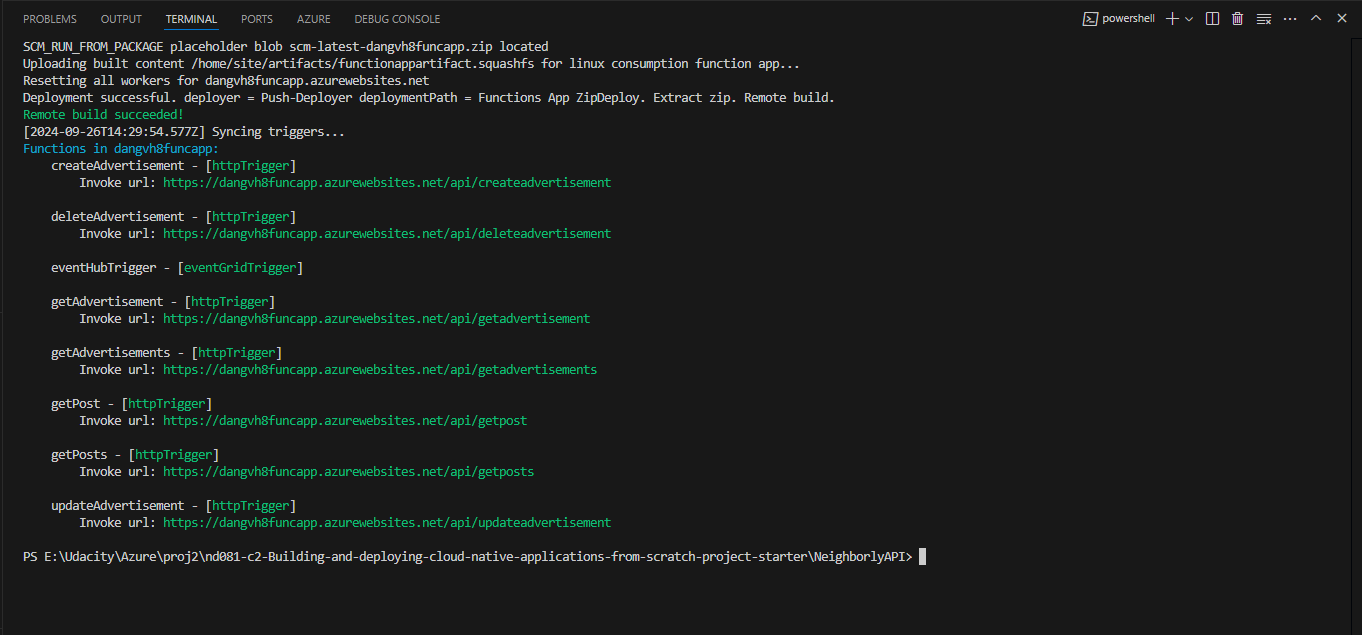 PROBLEMS OUTPUT TERMINAL PORTS AZURE DEBUG CONSOLE powershell
SCM_RUN_FROM_PACKAGE placeholder blob scm-latest-dangvh8funcapp.zip located
Uploading built content /home/site/artifacts/functionappartifact.squashfs for linux consumption function app...
Resetting all workers for dangvh8funcapp.azurewebsites.net
Deployment successful. deployer = Push-Deployer deploymentPath = Functions App ZipDeploy. Extract zip. Remote build.
Remote build succeeded!
[2024-09-26T14:29:54.577Z] Syncing triggers...
Functions in dangvh8funcapp:
createAdvertisement - [httpTrigger]
Invoke url: https://dangvh8funcapp.azurewebsites.net/api/createadvertisement
deleteAdvertisement - [httpTrigger]
Invoke url: https://dangvh8funcapp.azurewebsites.net/api/deleteadvertisement
eventHubTrigger - [eventGridTrigger]
getAdvertisement - [httpTrigger]
Invoke url: https://dangvh8funcapp.azurewebsites.net/api/getadvertisement
getAdvertisements - [httpTrigger]
Invoke url: https://dangvh8funcapp.azurewebsites.net/api/getadvertisements
getPost - [httpTrigger]
Invoke url: https://dangvh8funcapp.azurewebsites.net/api/getpost
getPosts - [httpTrigger]
Invoke url: https://dangvh8funcapp.azurewebsites.net/api/getposts
updateAdvertisement - [httpTrigger]
Invoke url: https://dangvh8funcapp.azurewebsites.net/api/updateadvertisement
PS E:\Udacity\Azure\proj2\nd081-c2-Building-and-deploying-cloud-native-applications-from-scratch-project-starter\NeighborlyAPI>